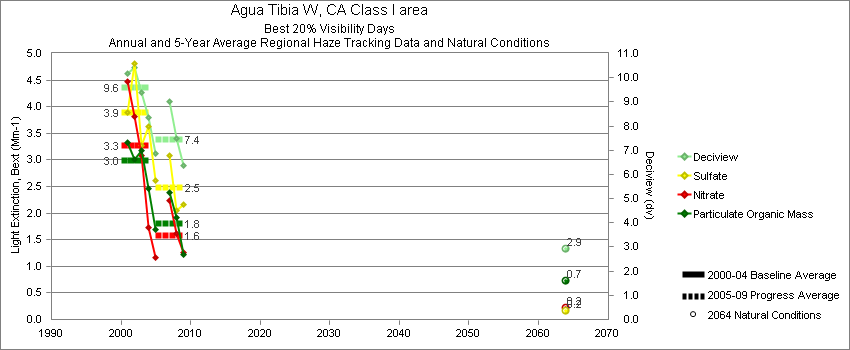 Agua Tibia W, CA Class I area
Best 20% Visibility Days
Annual and 5-Year Average Regional Haze Tracking Data and Natural Conditions
Light Extinction, Bext (Mm-1)
5.0
4.5
4.0
3.5
3.0
2.5
2.0
1.5
1.0
0.5
0.0
9.6
3.9
3.3
3.0
7.4
2.5
1.8
1.6
2.9
0.7
0.2
11.0
10.0
9.0
8.0
7.0
6.0
5.0
4.0
3.0
2.0
1.0
0.0
Deciview (dv)
1990 2000 2010 2020 2030 2040 2050 2060 2070
Deciview
Sulfate
Nitrate
Particulate Organic Mass
2000-04 Baseline Average
2005-09 Progress Average
2064 Natural Conditions